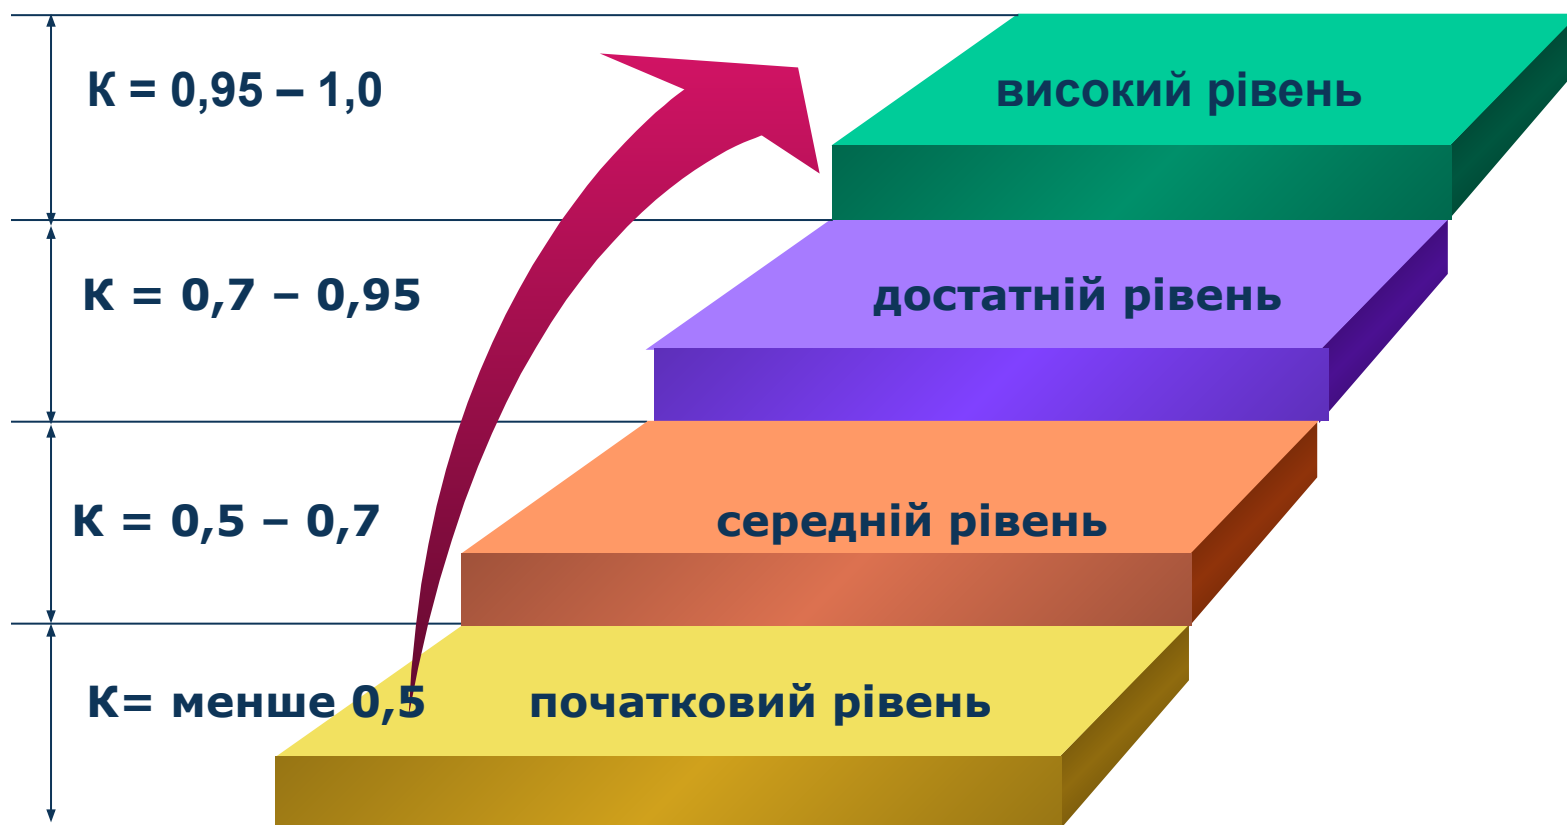 К = 0,95 – 1,0
високий рівень
К = 0,7 – 0,95
достатній рівень
К = 0,5 – 0,7
середній рівень
К= менше 0,5
початковий рівень